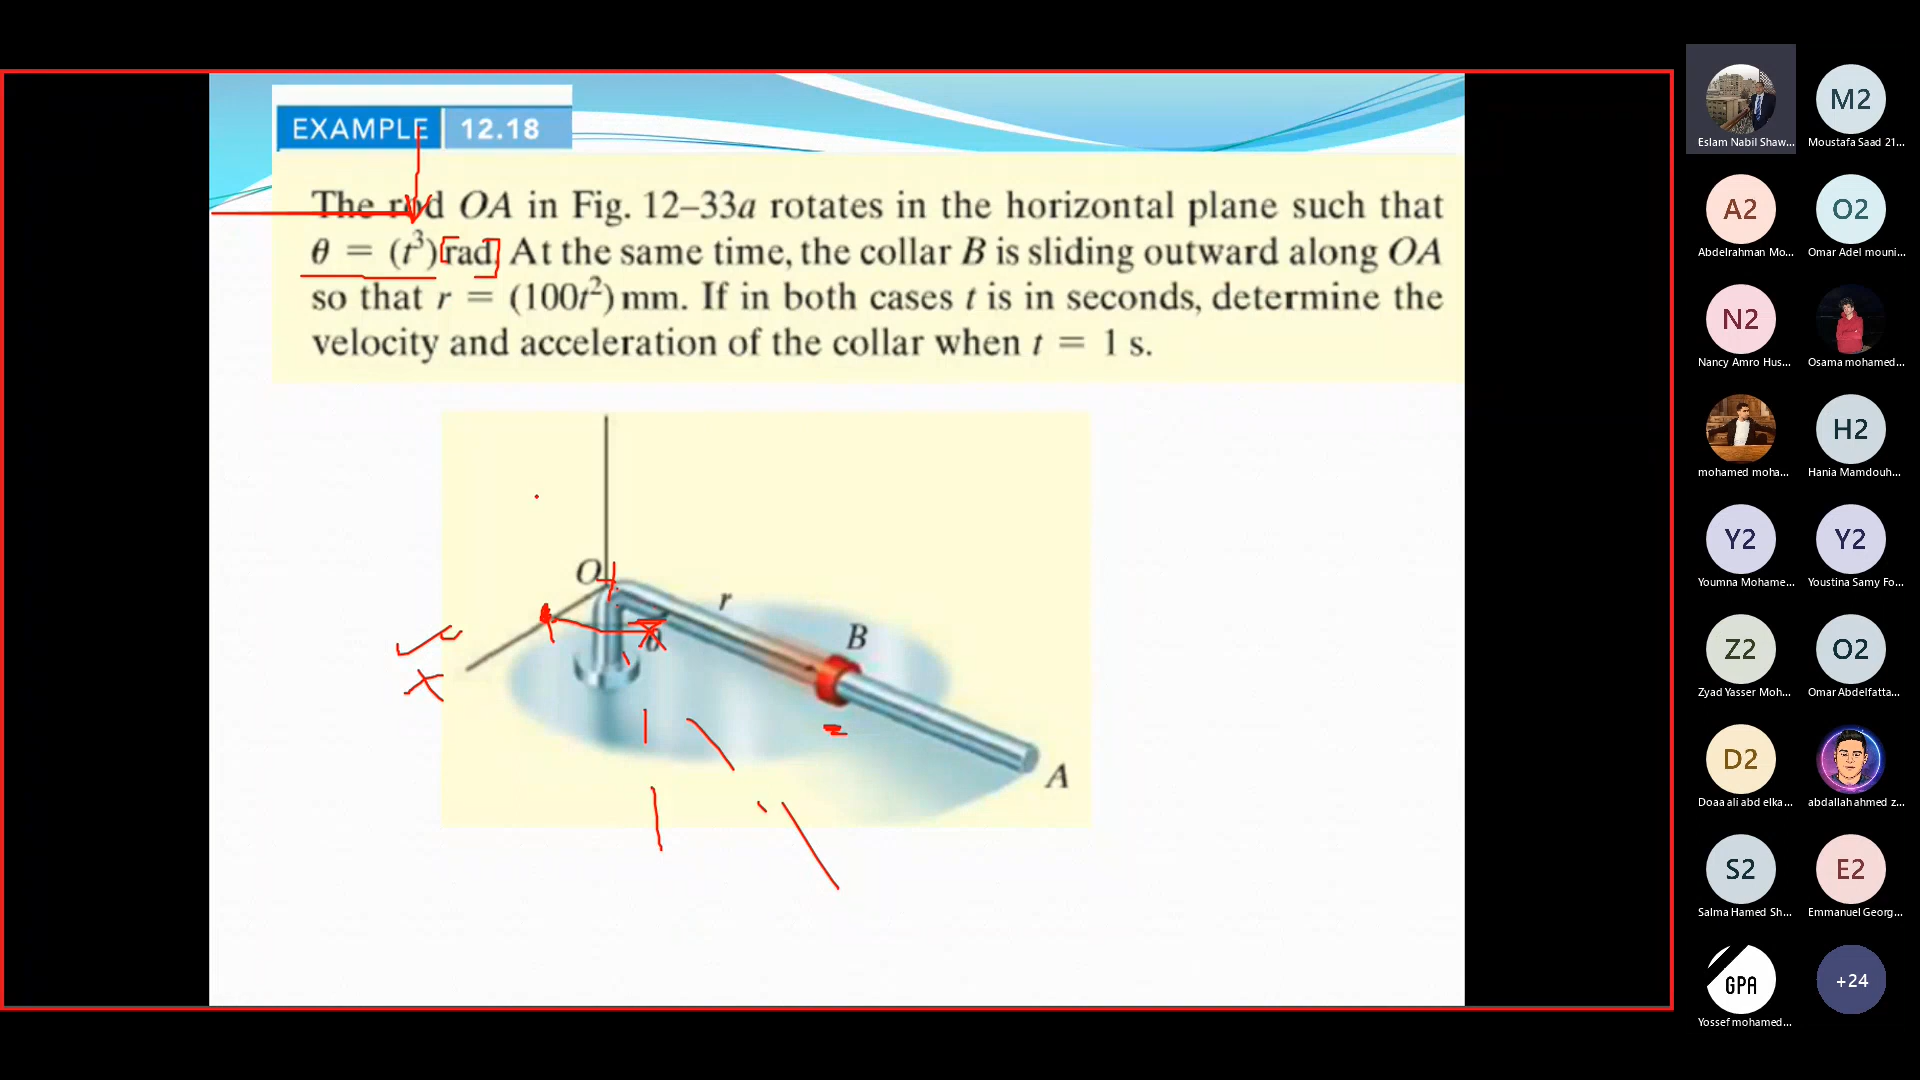 EXAMPLE 12.18
The rod OA in Fig. 12–33a rotates in the horizontal plane such that
θ = (t³) rad. At the same time, the collar B is sliding outward along OA
so that r = (100t²) mm. If in both cases t is in seconds, determine the
velocity and acceleration of the collar when t = 1 s.
O
r
B
θ
A
Eslam Nabil Shaw...
M2
Moustafa Saad 21...
A2
Abdelrahman Mo...
O2
Omar Adel mouni...
N2
Nancy Amro Hus...
Osama mohamed...
mohamed moha...
H2
Hania Mamdouh...
Y2
Youmna Mohame...
Y2
Youstina Samy Fo...
Z2
Zyad Yasser Moh...
O2
Omar Abdelfatta...
D2
Doaa ali abd elka...
abdallah ahmed z...
S2
Salma Hamed Sh...
E2
Emmanuel Georg...
GPA
Yossef mohamed...
+24